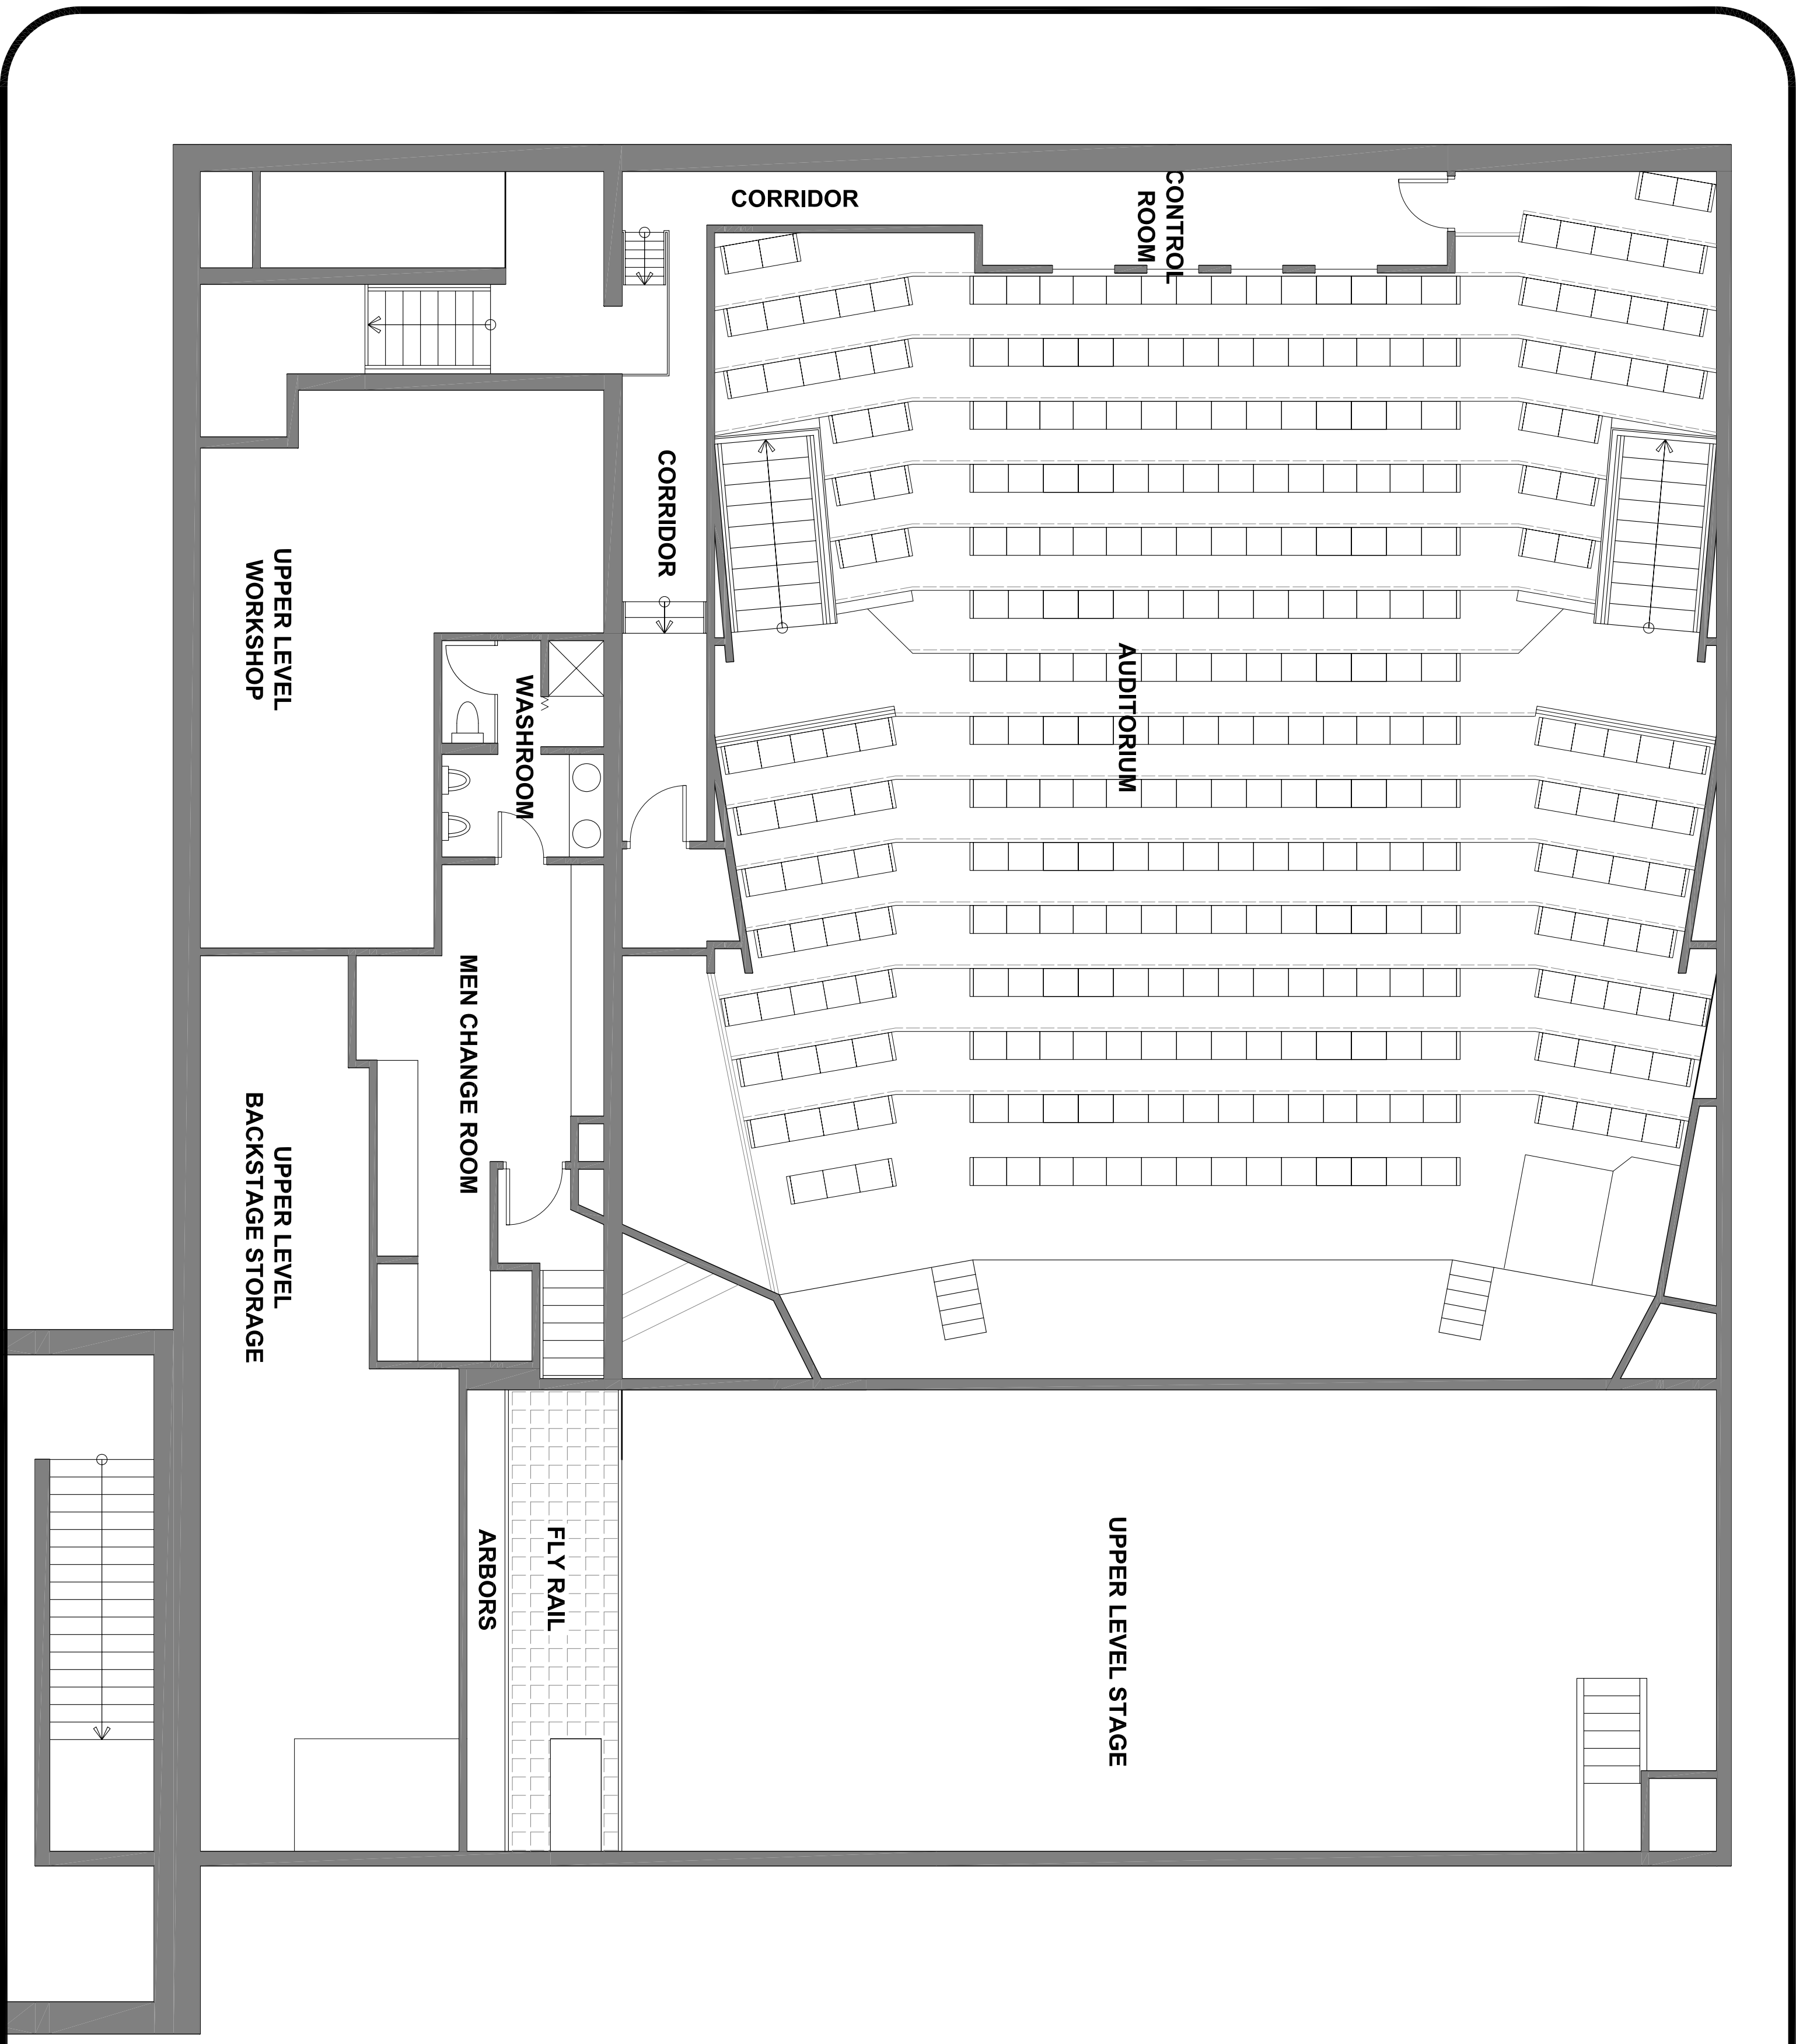 CORRIDOR
CONTROL
ROOM
CORRIDOR
UPPER LEVEL
WORKSHOP
WASHROOM
AUDITORIUM
MEN CHANGE ROOM
UPPER LEVEL
BACKSTAGE STORAGE
ARBORS
FLY RAIL
UPPER LEVEL STAGE